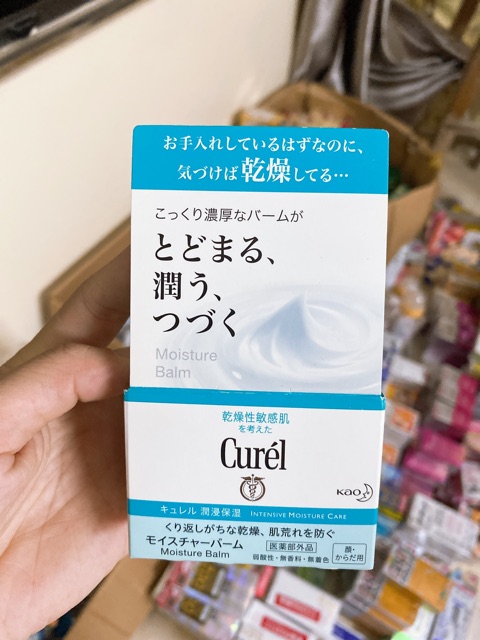 お手入れしているはずなのに、
気づけば乾燥してる…
こっくり濃厚なバームが
とどまる、
潤う、
つづく
Moisture
Balm
乾燥性敏感肌
を考えた
Curél
Kao
キュレル 潤浸保湿 INTENSIVE MOISTURE CARE
くり返しがちな乾燥、肌荒れを防ぐ
モイスチャーバーム 医薬部外品 顔・
Moisture Balm 弱酸性・無香料・無着色 からだ用